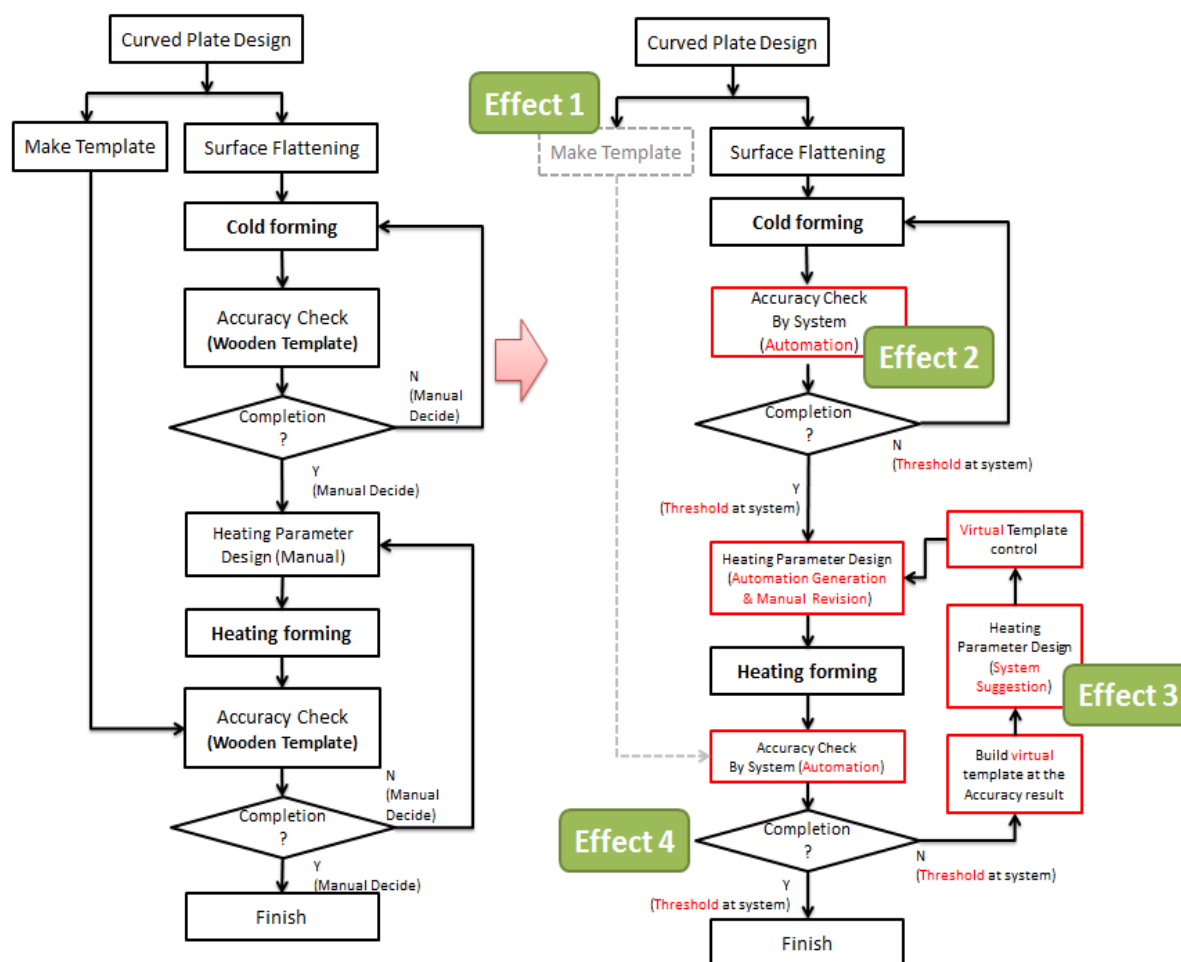 Curved Plate Design
Make Template
Surface Flattening
Cold forming
Accuracy Check
(Wooden Template)
N
(Manual
Decide)
Completion
?
Y
(Manual Decide)
Heating Parameter
Design (Manual)
Heating forming
Accuracy Check
(Wooden Template)
N
(Manual
Decide)
Completion
?
Y
(Manual Decide)
Finish
Curved Plate Design
Effect 1
Make Template
Surface Flattening
Cold forming
Accuracy Check
By System
(Automation)
Effect 2
Completion
?
N
(Threshold at system)
Y
(Threshold at system)
Virtual Template
control
Heating Parameter Design
(Automation Generation
& Manual Revision)
Heating
Parameter Design
(System
Suggestion)
Effect 3
Heating forming
Accuracy Check
By System (Automation)
Build virtual
template at the
Accuracy result
Effect 4
Completion
?
N
(Threshold at system)
Y
(Threshold at system)
Finish